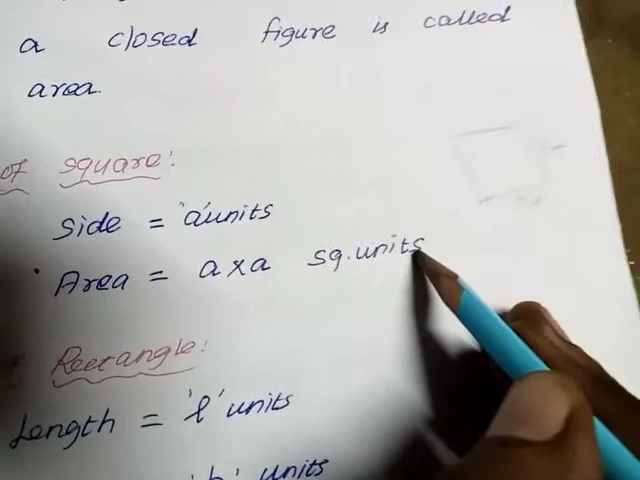 a closed figure is called
area.
of square:
Side = 'a' units
Area = a x a sq. units
Rectangle:
Length = 'l' units
'b' units